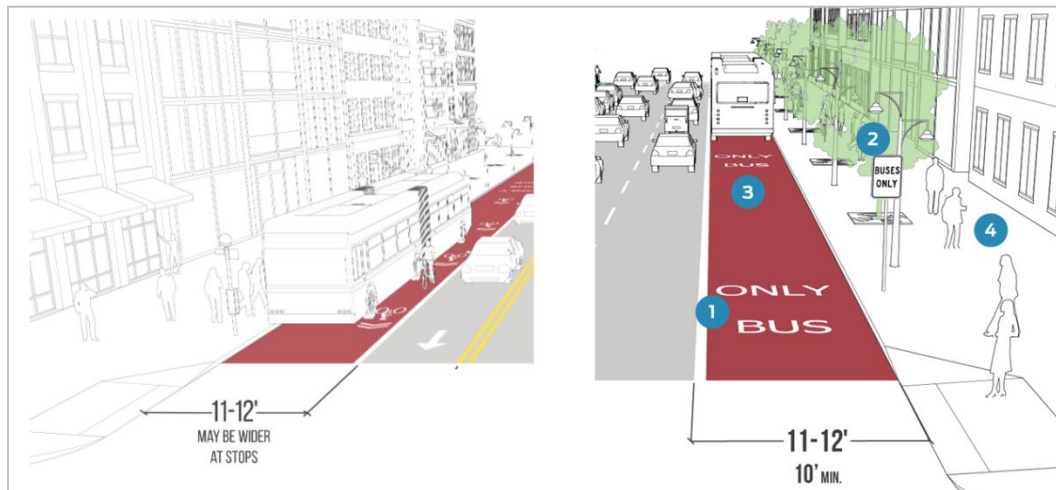 11-12'
MAY BE WIDER
AT STOPS
ONLY
BUS
3
2
BUSES
ONLY
4
1
ONLY
BUS
11-12'
10' MIN.